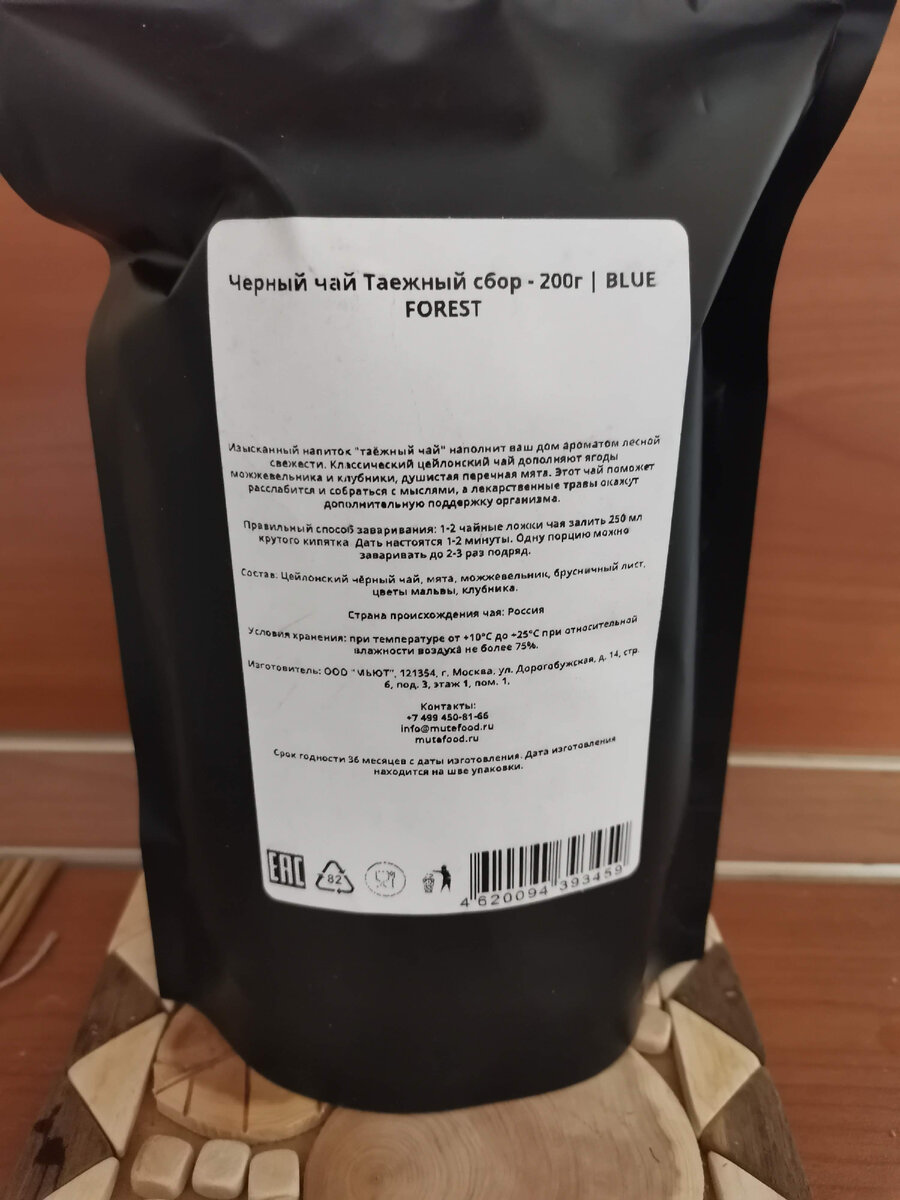 Черный чай Таежный сбор - 200г | BLUE
FOREST
Изысканный напиток "таёжный чай" наполнит ваш дом ароматом лесной
свежести. Классический цейлонский чай дополняют ягоды
можжевельника и клубники, душистая перечная мята. Этот чай поможет
расслабится и собраться с мыслями, а лекарственные травы окажут
дополнительную поддержку организма.
Правильный способ заваривания: 1-2 чайные ложки чая залить 250 мл
крутого кипятка Дать настоятся 1-2 минуты. Одну порцию можно
заваривать до 2-3 раз подряд.
Состав: Цейлонский чёрный чай, мята, можжевельник, брусничный лист,
цветы мальвы, клубника.
Страна происхождения чая: Россия
Условия хранения: при температуре от +10°C до +25°C при относительной
влажности воздуха не более 75%.
Изготовитель: ООО "МЬЮТ", 121354, г. Москва, ул. Дорогобужская, д. 14, стр.
6, под. 3, этаж 1, пом. 1.
Контакты:
+7 499 450-81-66
info@mutefood.ru
mutefood.ru
Срок годности 36 месяцев с даты изготовления. Дата изготовления
находится на шве упаковки.
EAC
82
4 620094 393459